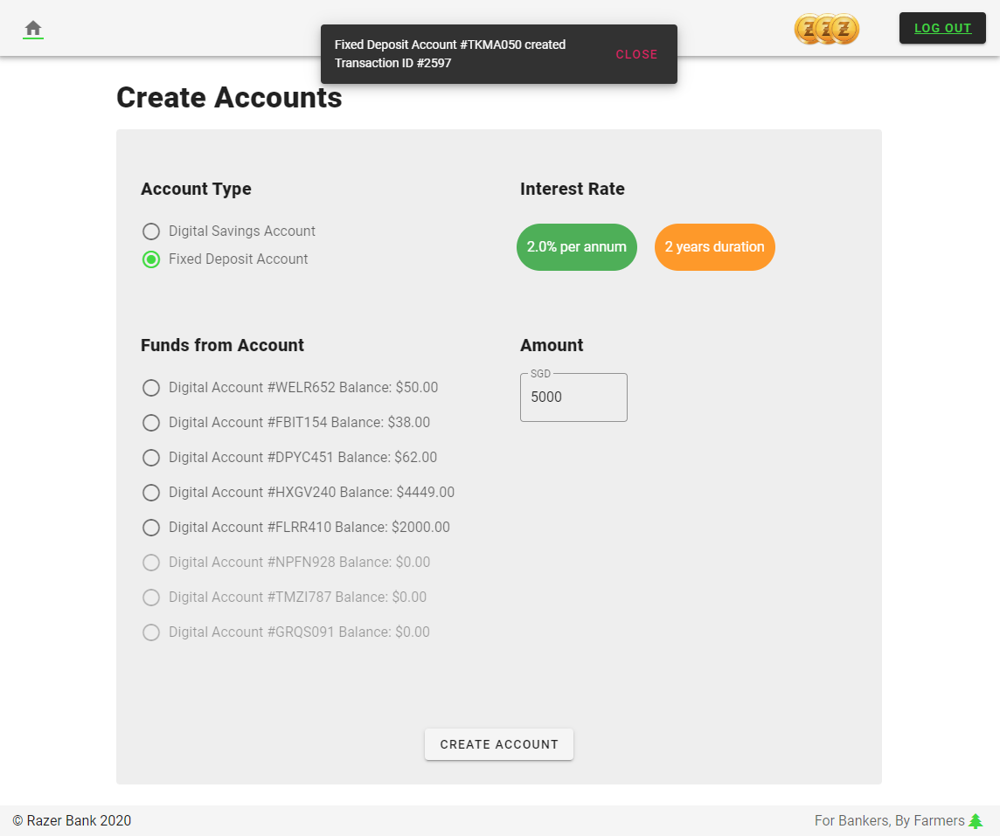 Fixed Deposit Account #TKMA050 created
Transaction ID #2597
CLOSE
Z Z Z
LOG OUT
Create Accounts
Account Type
Digital Savings Account
Fixed Deposit Account
Interest Rate
2.0% per annum
2 years duration
Funds from Account
Digital Account #WELR652 Balance: $50.00
Digital Account #FBIT154 Balance: $38.00
Digital Account #DPYC451 Balance: $62.00
Digital Account #HXGV240 Balance: $4449.00
Digital Account #FLRR410 Balance: $2000.00
Digital Account #NPFN928 Balance: $0.00
Digital Account #TMZI787 Balance: $0.00
Digital Account #GRQS091 Balance: $0.00
Amount
SGD
5000
CREATE ACCOUNT
© Razer Bank 2020
For Bankers, By Farmers